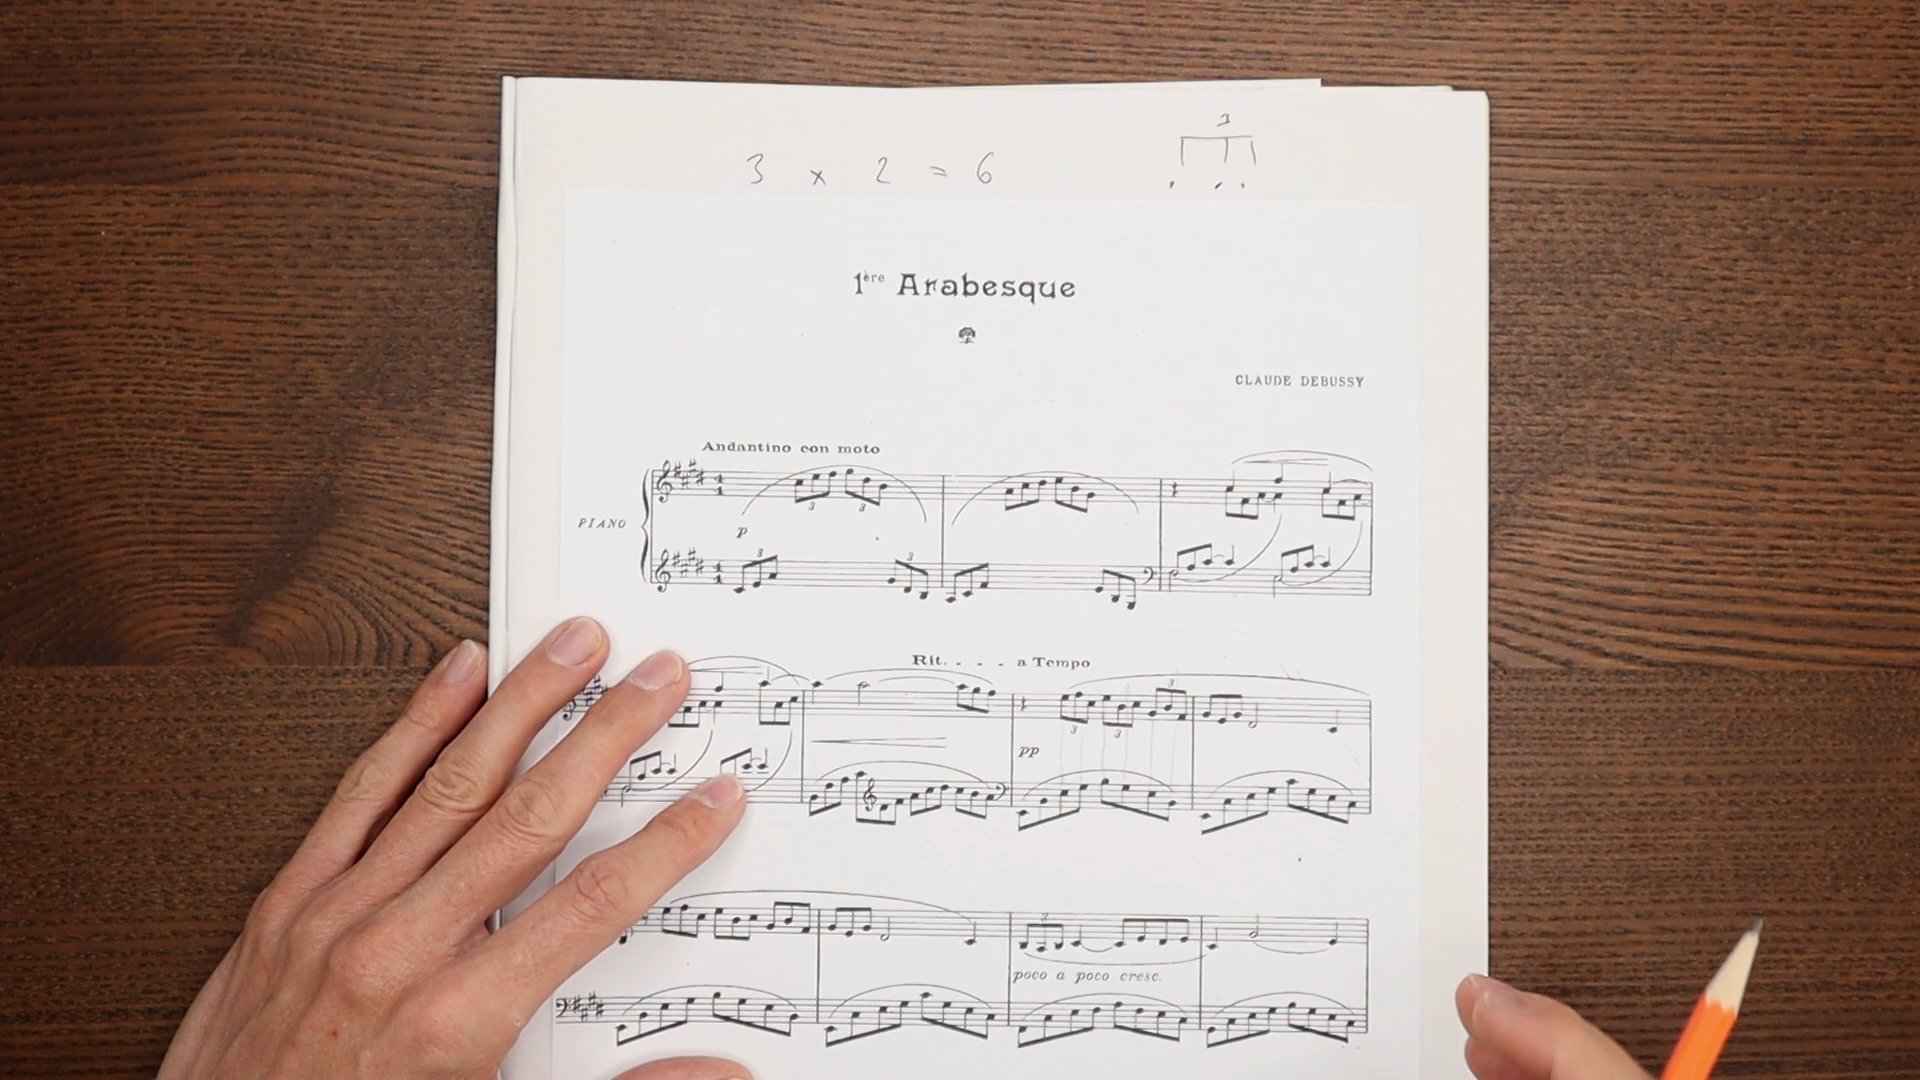 3
3 x 2 = 6
1ère Arabesque
CLAUDE DEBUSSY
Andantino con moto
PIANO
3 3
p
3 3
Rit. - - - a Tempo
3
3 3
pp
3
poco a poco cresc.